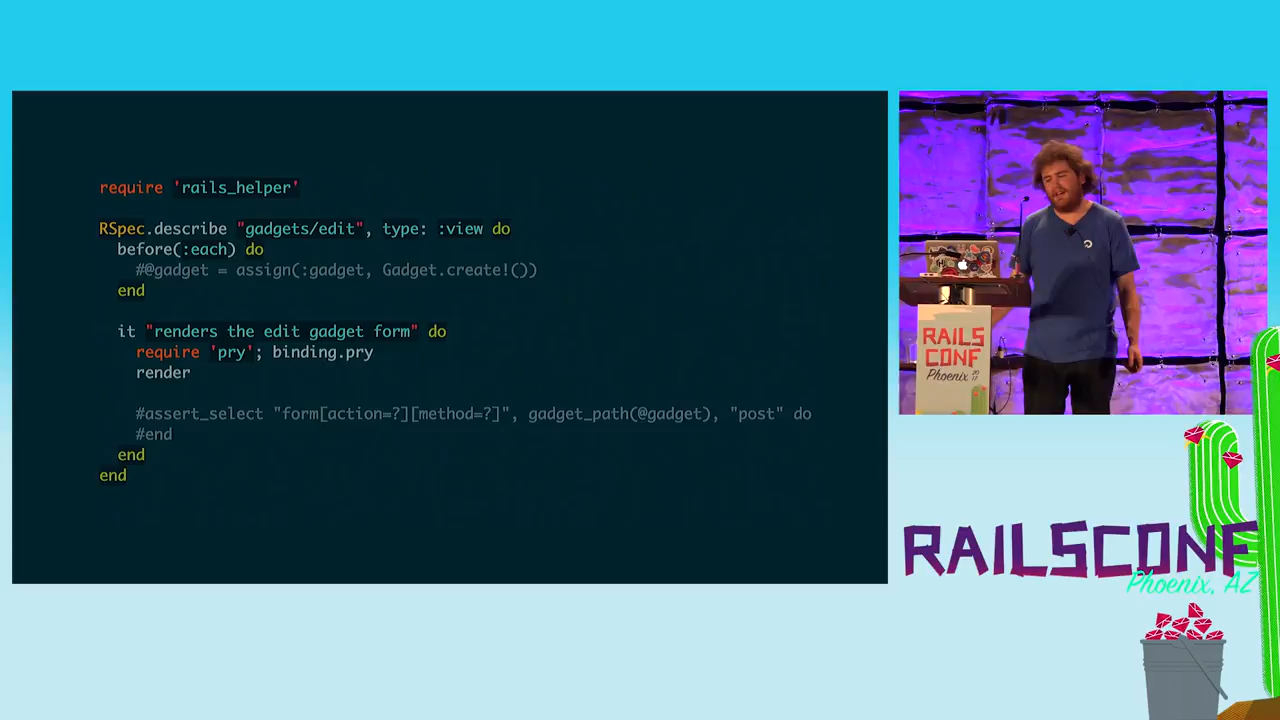 require 'rails_helper'
RSpec.describe "gadgets/edit", type: :view do
before(:each) do
#@gadget = assign(:gadget, Gadget.create!())
end
it "renders the edit gadget form" do
require 'pry'; binding.pry
render
#assert_select "form[action=?][method=?]", gadget_path(@gadget), "post" do
#end
end
end
RAILS
CONF
Phoenix 2017
RAILSCONF
Phoenix, AZ